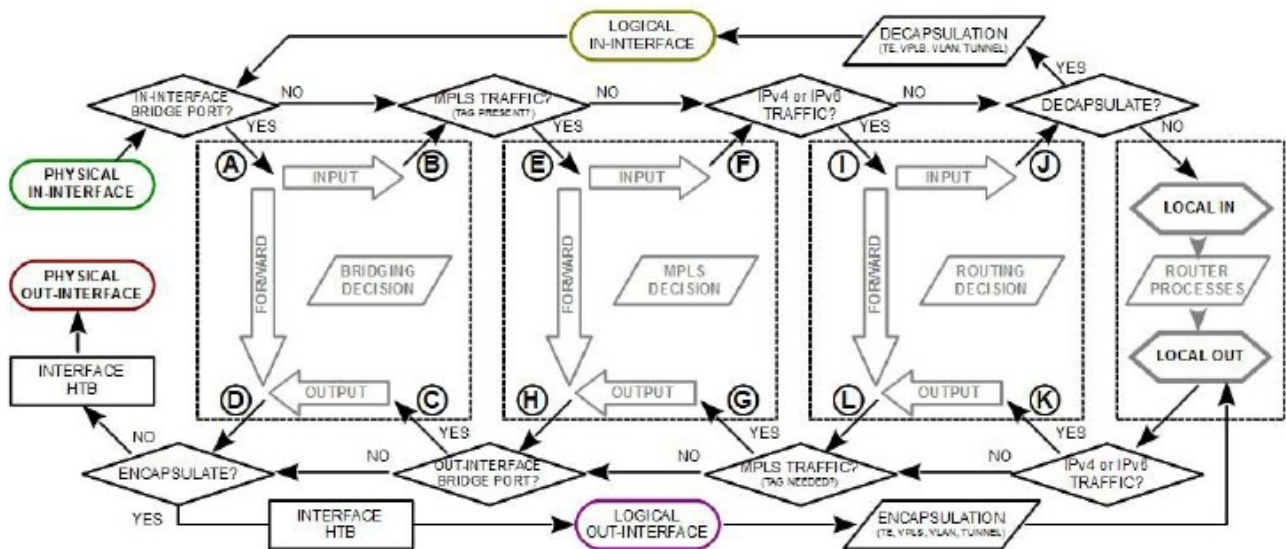 LOGICAL
IN-INTERFACE
DECAPSULATION
(TE, VPLS, VLAN, TUNNEL)
YES
IN-INTERFACE
BRIDGE PORT?
NO
MPLS TRAFFIC?
(TAG PRESENT?)
NO
IPv4 or IPv6
TRAFFIC?
NO
DECAPSULATE?
YES
YES
YES
NO
PHYSICAL
IN-INTERFACE
A
INPUT
B
E
INPUT
F
I
INPUT
J
LOCAL IN
FORWARD
BRIDGING
DECISION
FORWARD
MPLS
DECISION
FORWARD
ROUTING
DECISION
ROUTER
PROCESSES
PHYSICAL
OUT-INTERFACE
LOCAL OUT
INTERFACE
HTB
D
OUTPUT
C
H
OUTPUT
G
L
OUTPUT
K
NO
YES
YES
YES
ENCAPSULATE?
NO
OUT-INTERFACE
BRIDGE PORT?
NO
MPLS TRAFFIC?
(TAG NEEDED?)
NO
IPv4 or IPv6
TRAFFIC?
YES
INTERFACE
HTB
LOGICAL
OUT-INTERFACE
ENCAPSULATION
(TE, VPLS, VLAN, TUNNEL)